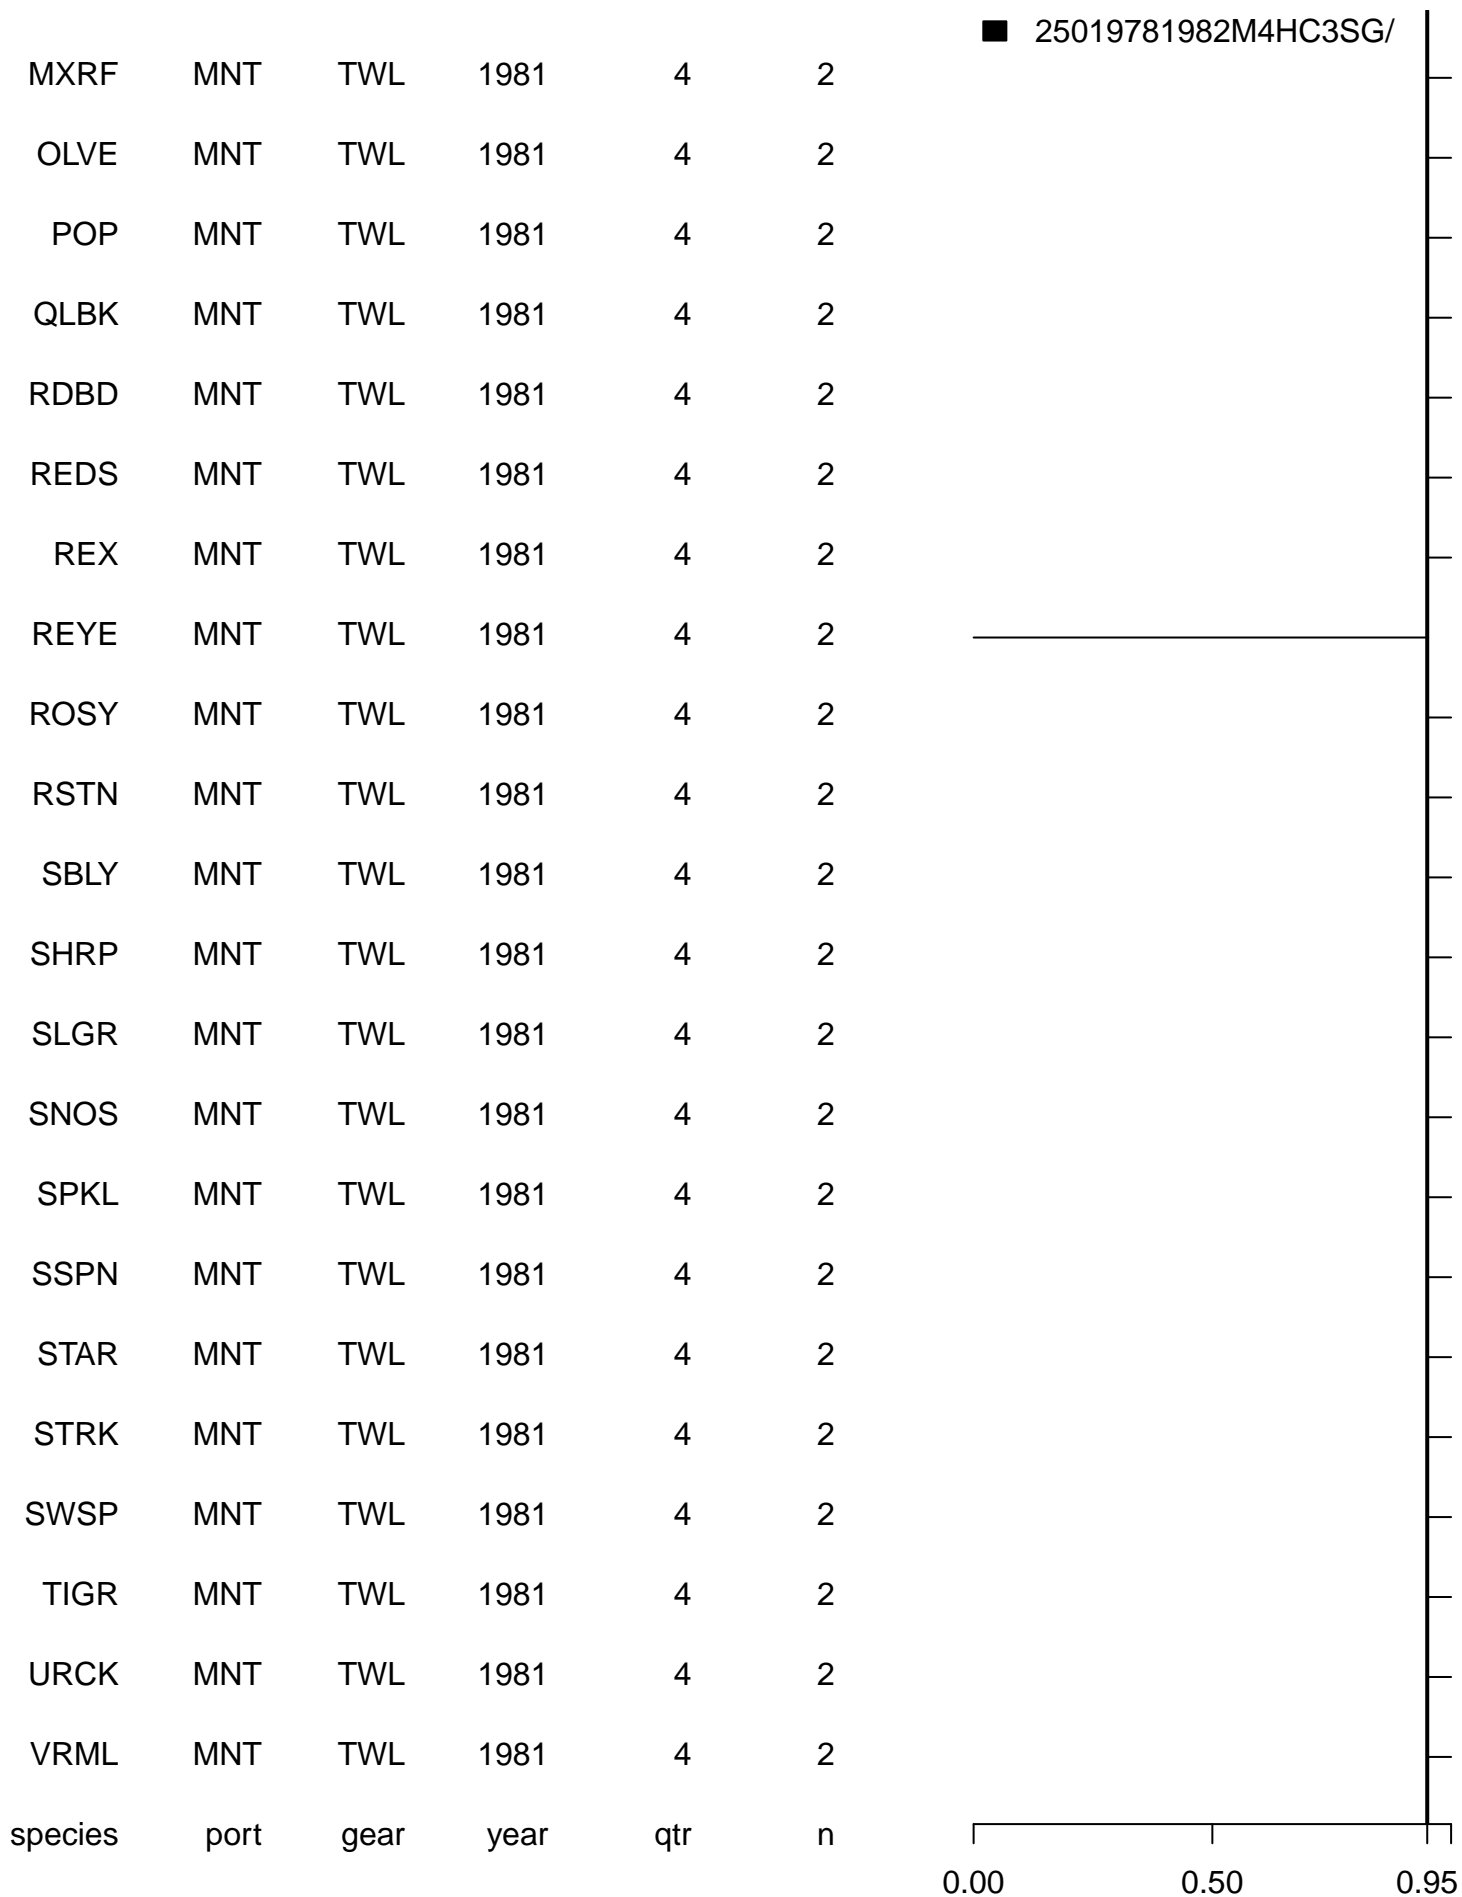 25019781982M4HC3SG/
MXRF MNT TWL 1981 4 2
OLVE MNT TWL 1981 4 2
POP MNT TWL 1981 4 2
QLBK MNT TWL 1981 4 2
RDBD MNT TWL 1981 4 2
REDS MNT TWL 1981 4 2
REX MNT TWL 1981 4 2
REYE MNT TWL 1981 4 2
ROSY MNT TWL 1981 4 2
RSTN MNT TWL 1981 4 2
SBLY MNT TWL 1981 4 2
SHRP MNT TWL 1981 4 2
SLGR MNT TWL 1981 4 2
SNOS MNT TWL 1981 4 2
SPKL MNT TWL 1981 4 2
SSPN MNT TWL 1981 4 2
STAR MNT TWL 1981 4 2
STRK MNT TWL 1981 4 2
SWSP MNT TWL 1981 4 2
TIGR MNT TWL 1981 4 2
URCK MNT TWL 1981 4 2
VRML MNT TWL 1981 4 2
species port gear year qtr n
0.00 0.50 0.95